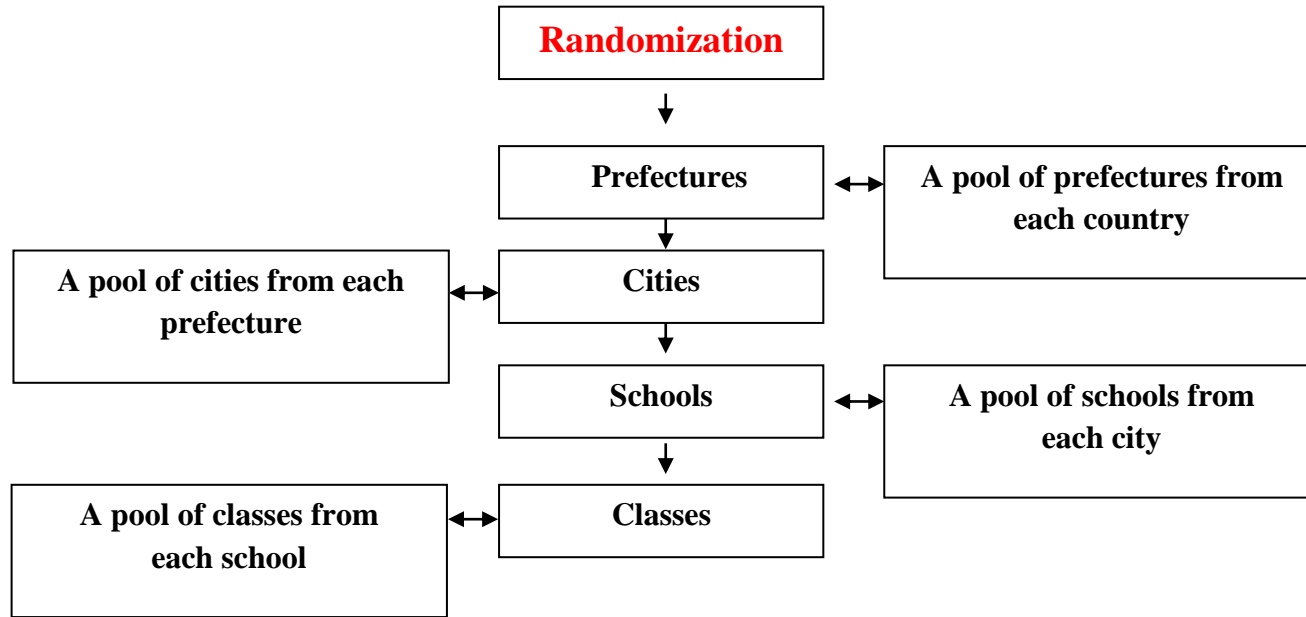 Randomization
Prefectures
A pool of prefectures from
each country
A pool of cities from each
prefecture
Cities
Schools
A pool of schools from
each city
A pool of classes from
each school
Classes